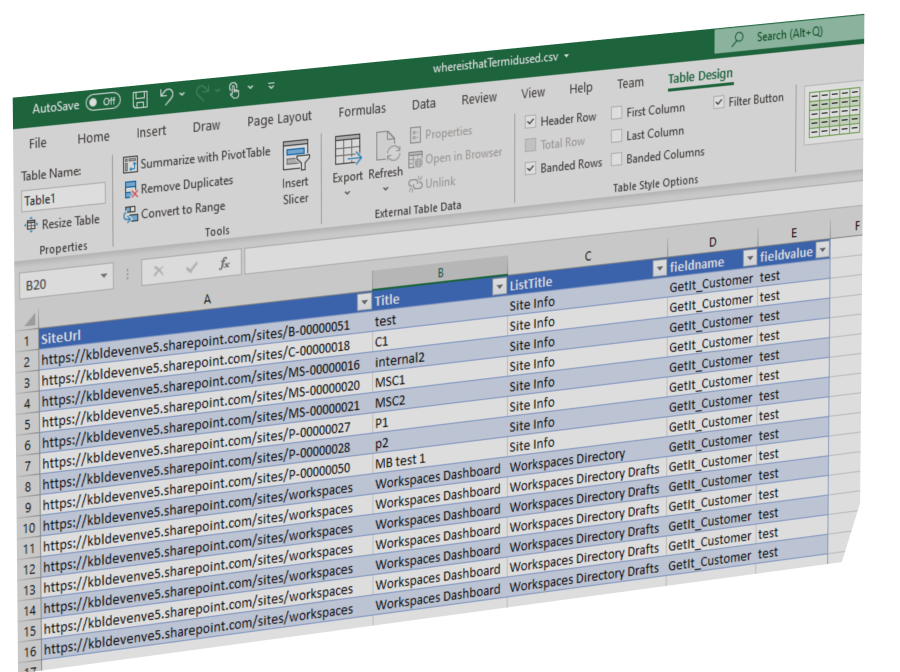 AutoSave Off whereisthatTermidused.csv Search (Alt+Q)
File Home Insert Draw Page Layout Formulas Data Review View Help Team Table Design
Table Name:
Table1
Resize Table
Properties
Summarize with PivotTable
Remove Duplicates
Convert to Range
Insert Slicer
Tools
Export Refresh
Properties
Open in Browser
Unlink
External Table Data
Header Row First Column Filter Button
Total Row Last Column
Banded Rows Banded Columns
Table Style Options
B20 fx
A B C D E F
1 SiteUrl Title ListTitle fieldname fieldvalue
2 https://kbldevenve5.sharepoint.com/sites/B-00000051 test Site Info GetIt_Customer test
3 https://kbldevenve5.sharepoint.com/sites/C-00000018 C1 Site Info GetIt_Customer test
4 https://kbldevenve5.sharepoint.com/sites/MS-00000016 internal2 Site Info GetIt_Customer test
5 https://kbldevenve5.sharepoint.com/sites/MS-00000020 MSC1 Site Info GetIt_Customer test
6 https://kbldevenve5.sharepoint.com/sites/MS-00000021 MSC2 Site Info GetIt_Customer test
7 https://kbldevenve5.sharepoint.com/sites/P-00000027 P1 Site Info GetIt_Customer test
8 https://kbldevenve5.sharepoint.com/sites/P-00000028 p2 Site Info GetIt_Customer test
9 https://kbldevenve5.sharepoint.com/sites/P-00000050 MB test 1 Site Info GetIt_Customer test
10 https://kbldevenve5.sharepoint.com/sites/workspaces Workspaces Dashboard Workspaces Directory GetIt_Customer test
11 https://kbldevenve5.sharepoint.com/sites/workspaces Workspaces Dashboard Workspaces Directory Drafts GetIt_Customer test
12 https://kbldevenve5.sharepoint.com/sites/workspaces Workspaces Dashboard Workspaces Directory Drafts GetIt_Customer test
13 https://kbldevenve5.sharepoint.com/sites/workspaces Workspaces Dashboard Workspaces Directory Drafts GetIt_Customer test
14 https://kbldevenve5.sharepoint.com/sites/workspaces Workspaces Dashboard Workspaces Directory Drafts GetIt_Customer test
15 https://kbldevenve5.sharepoint.com/sites/workspaces Workspaces Dashboard Workspaces Directory Drafts GetIt_Customer test
16 https://kbldevenve5.sharepoint.com/sites/workspaces Workspaces Dashboard Workspaces Directory Drafts GetIt_Customer test
17